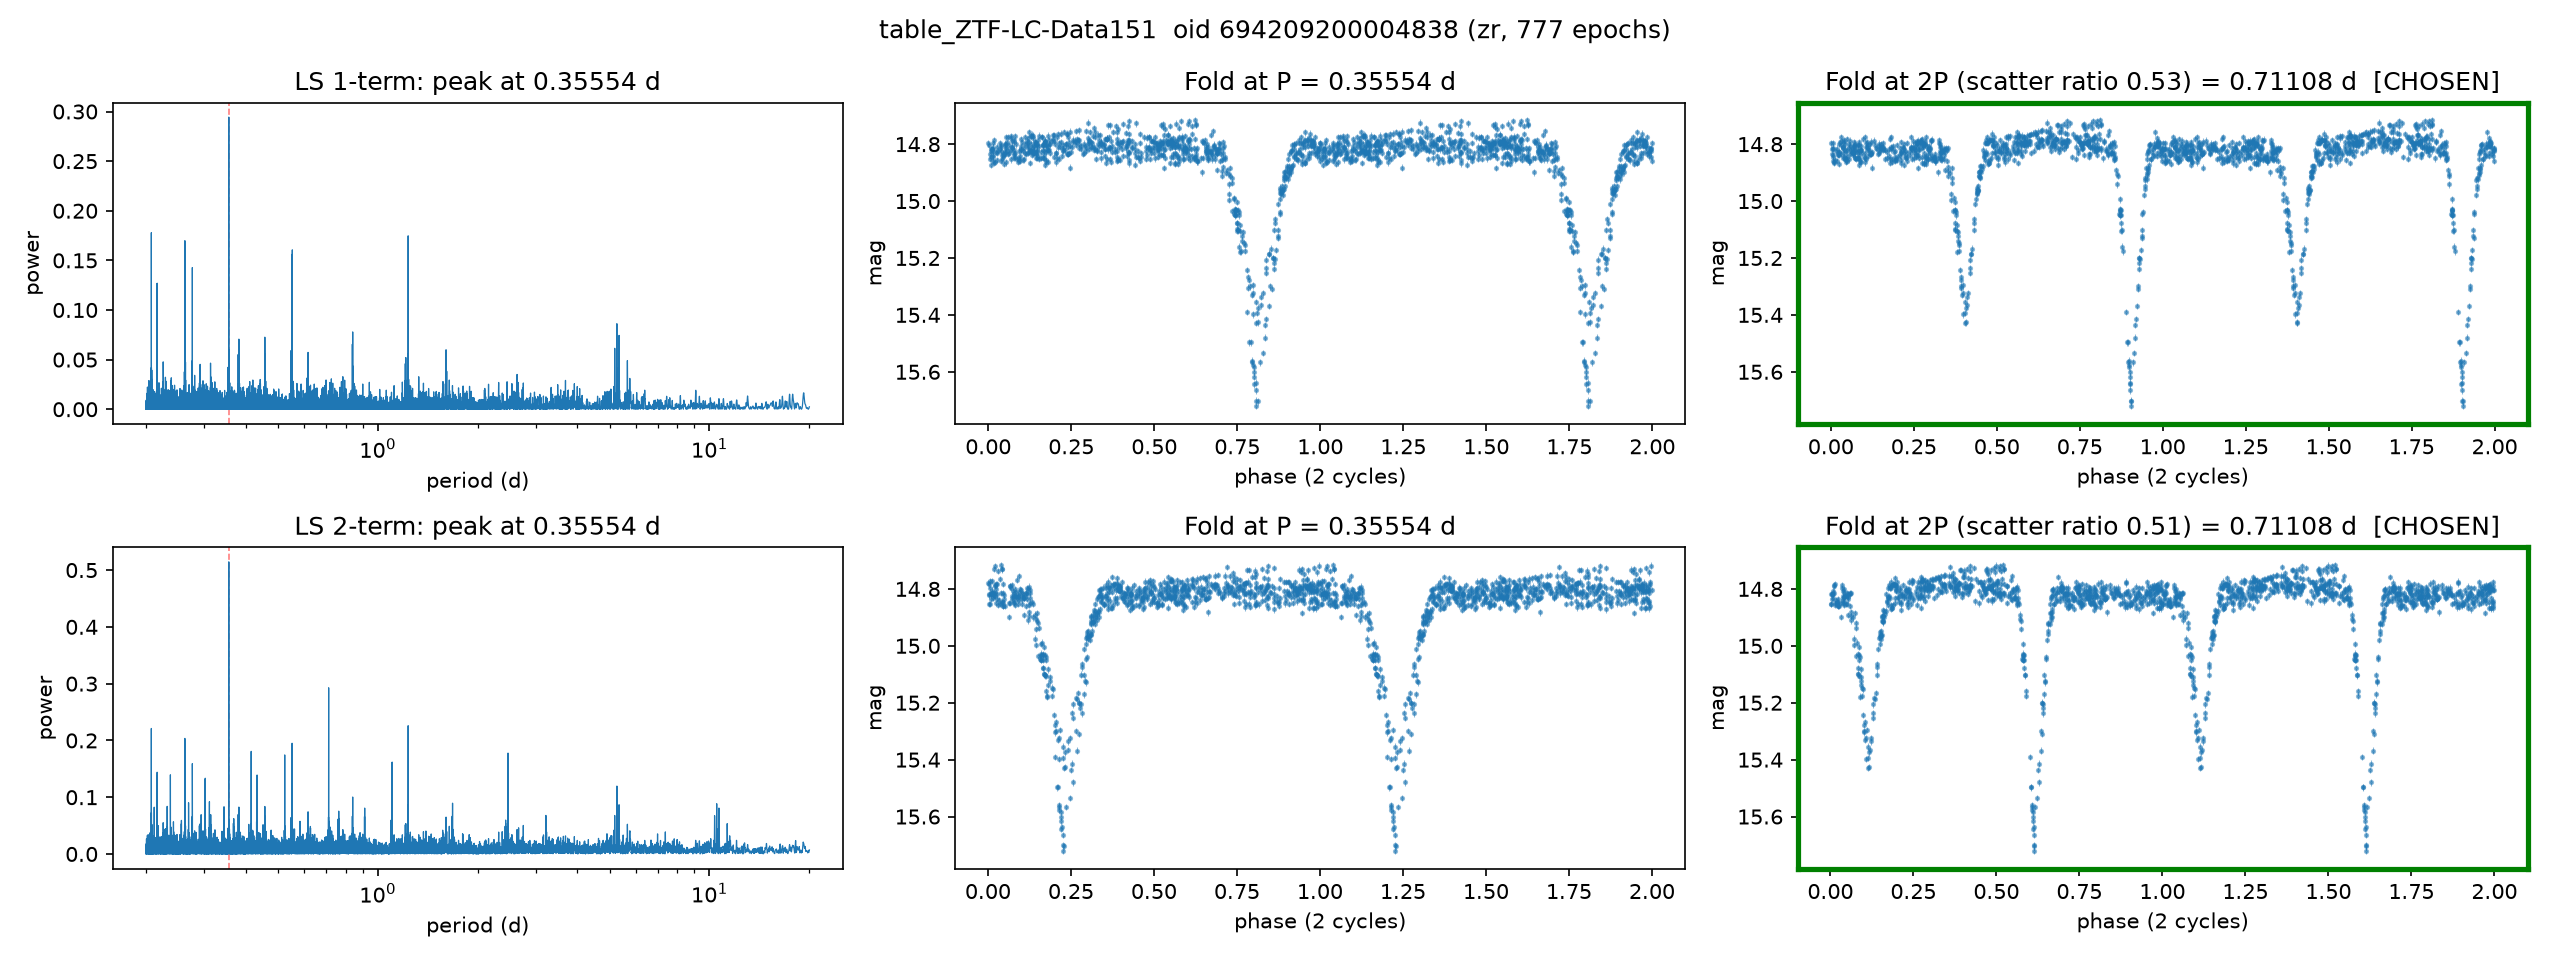 table_ZTF-LC-Data151  oid 694209200004838 (zr, 777 epochs)
LS 1-term: peak at 0.35554 d
power
0.30
0.25
0.20
0.15
0.10
0.05
0.00
10^0
10^1
period (d)
Fold at P = 0.35554 d
mag
14.8
15.0
15.2
15.4
15.6
0.00 0.25 0.50 0.75 1.00 1.25 1.50 1.75 2.00
phase (2 cycles)
Fold at 2P (scatter ratio 0.53) = 0.71108 d  [CHOSEN]
mag
14.8
15.0
15.2
15.4
15.6
0.00 0.25 0.50 0.75 1.00 1.25 1.50 1.75 2.00
phase (2 cycles)
LS 2-term: peak at 0.35554 d
power
0.5
0.4
0.3
0.2
0.1
0.0
10^0
10^1
period (d)
Fold at P = 0.35554 d
mag
14.8
15.0
15.2
15.4
15.6
0.00 0.25 0.50 0.75 1.00 1.25 1.50 1.75 2.00
phase (2 cycles)
Fold at 2P (scatter ratio 0.51) = 0.71108 d  [CHOSEN]
mag
14.8
15.0
15.2
15.4
15.6
0.00 0.25 0.50 0.75 1.00 1.25 1.50 1.75 2.00
phase (2 cycles)